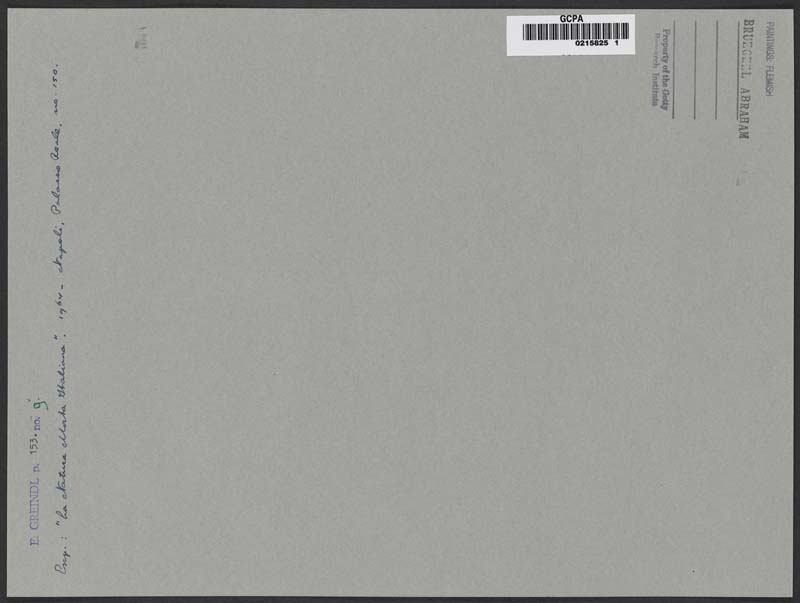 GCPA
0215825 1
PAINTINGS: FLEMISH
BRUEGEL ABRAHAM
Property of the Getty
Research Institute
E. GREINDL p. 153. no. 9.
Exp.: "La Natura Morta Italiana". 1964 - Napoli, Palazzo Reale, no. 150.